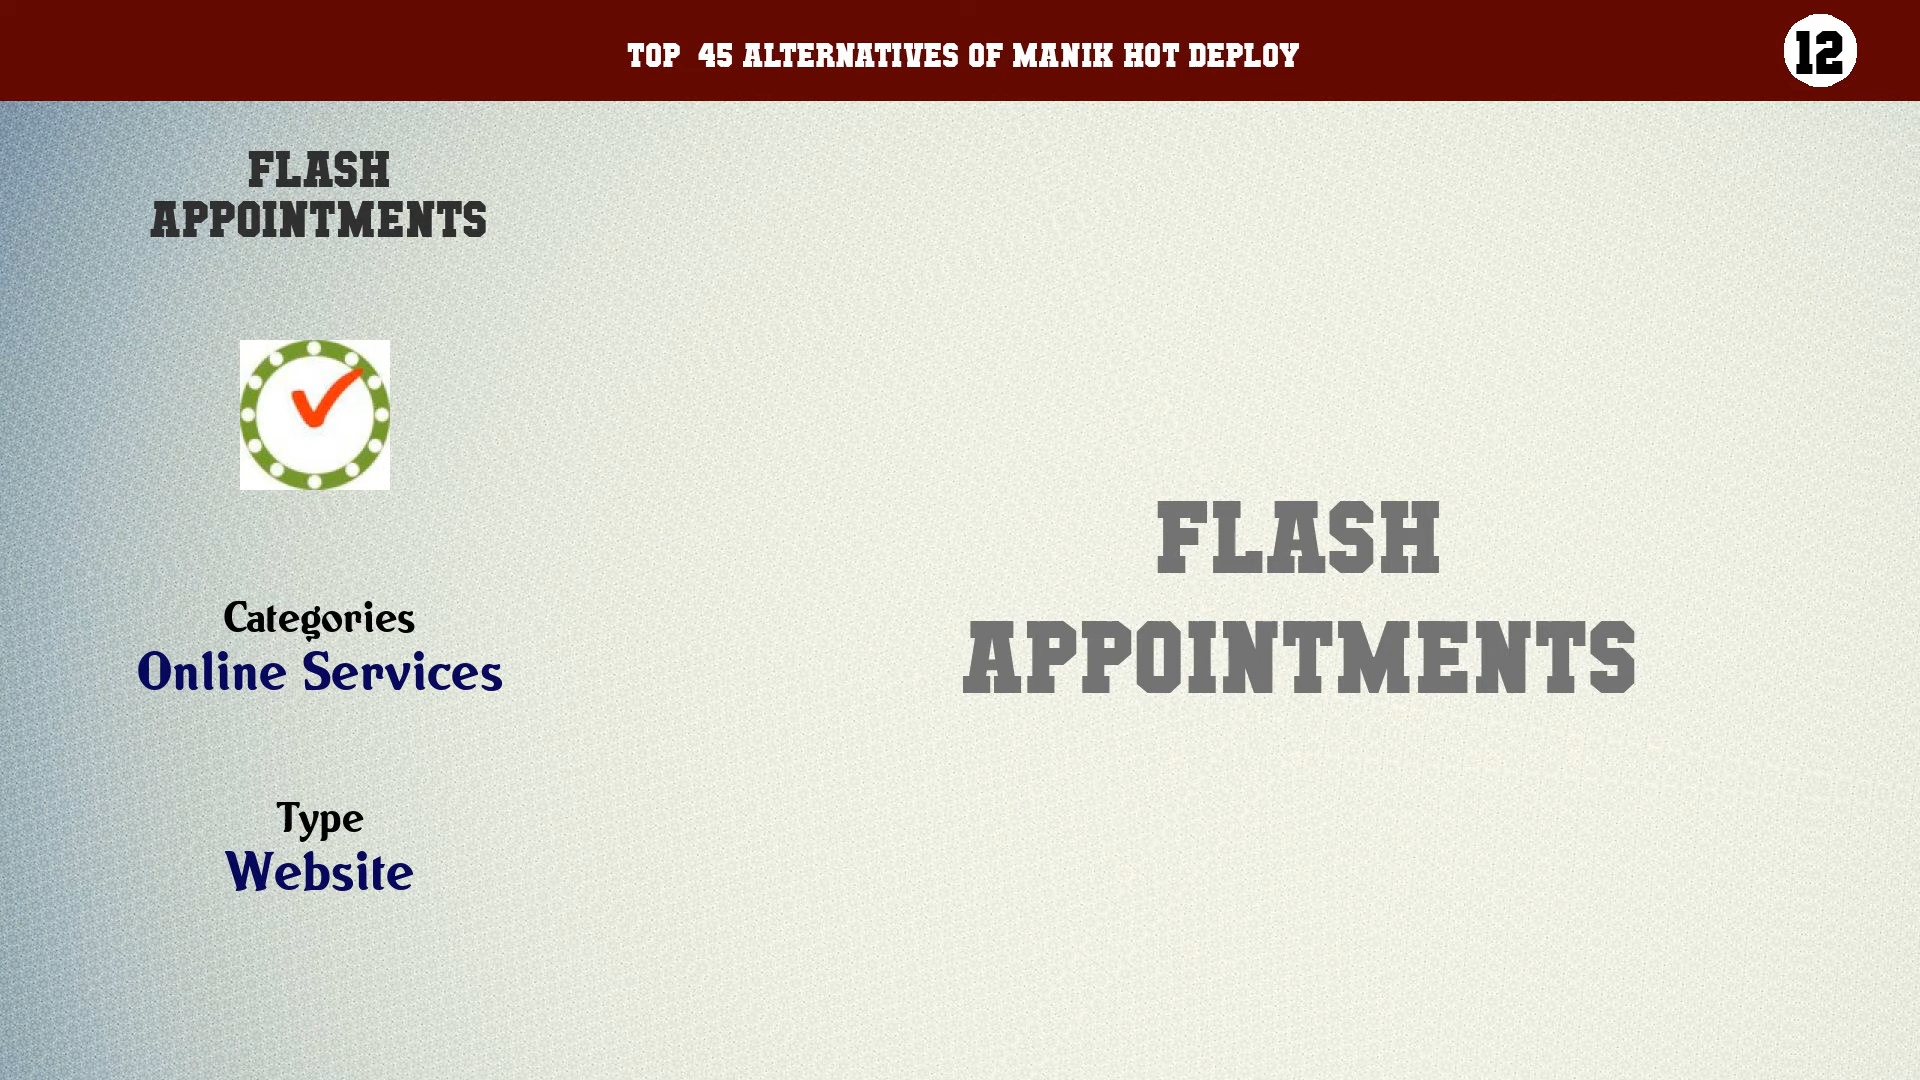 TOP 45 ALTERNATIVES OF MANIK HOT DEPLOY
12
FLASH
APPOINTMENTS
Categories
Online Services
Type
Website
FLASH
APPOINTMENTS